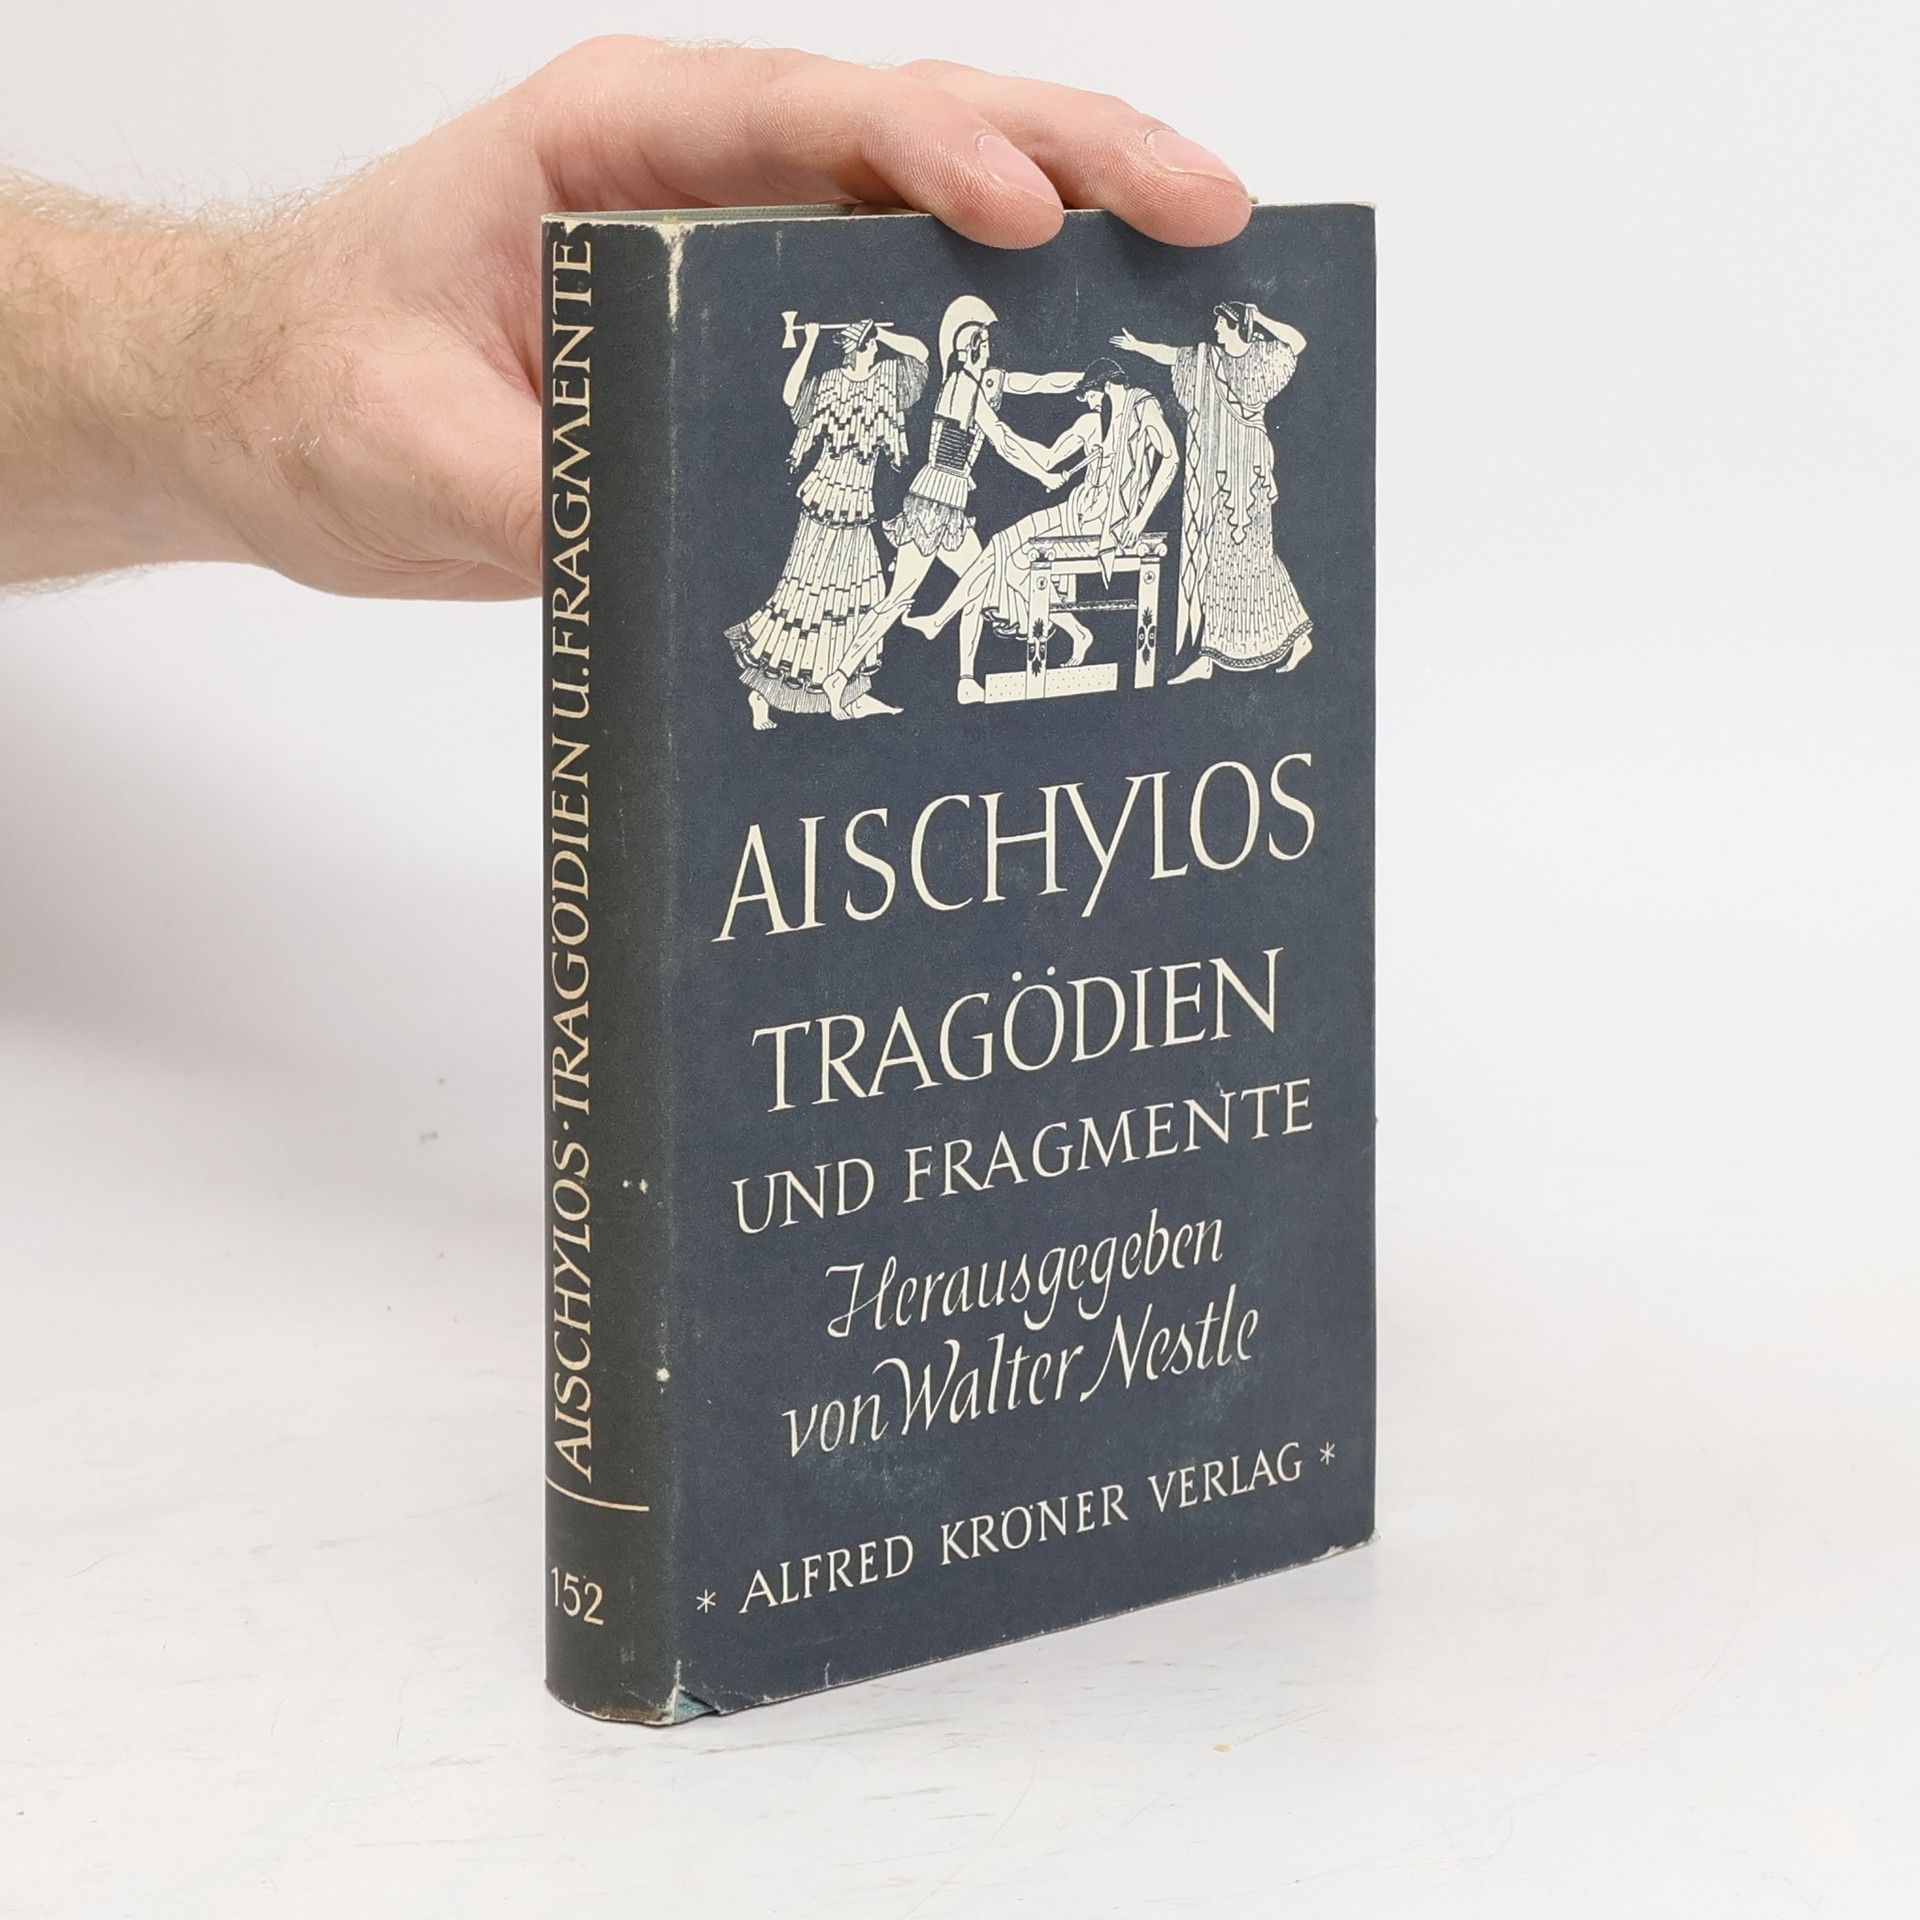 AISCHYLOS · TRAGÖDIEN U. FRAGMENTE
152
AISCHYLOS
TRAGÖDIEN
UND FRAGMENTE
Herausgegeben
von Walter Nestle
* ALFRED KRÖNER VERLAG *